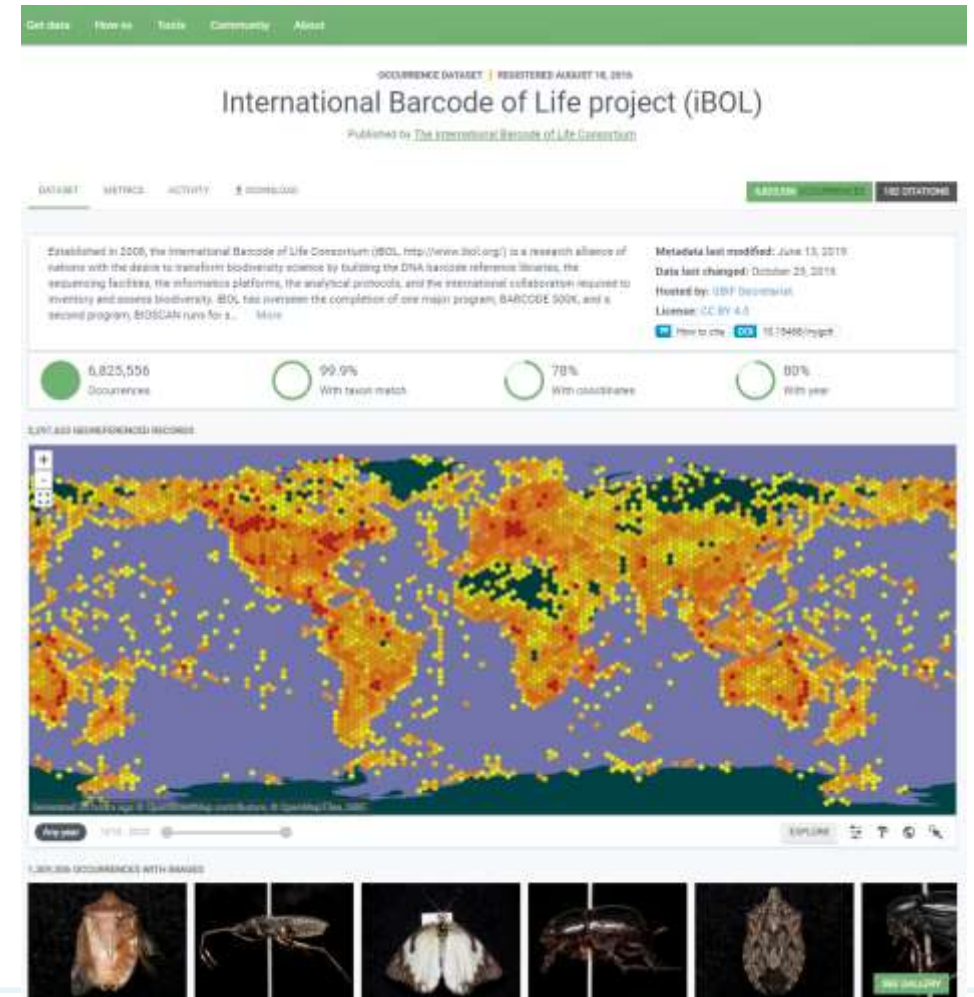 Get data How-to Tools Community About
OCCURRENCE DATASET | REGISTERED AUGUST 18, 2016
International Barcode of Life project (iBOL)
Published by The International Barcode of Life Consortium
DATASET METRICS ACTIVITY DOWNLOAD
OCCURRENCES 182 CITATIONS
Established in 2008, the International Barcode of Life Consortium (iBOL, http://www.ibol.org/) is a research alliance of
nations with the desire to transform biodiversity science by building the DNA barcode reference libraries, the
sequencing facilities, the informatics platforms, the analytical protocols, and the international collaboration required to
inventory and assess biodiversity. iBOL has overseen the completion of one major program, BARCODE 500K, and a
second program, BIOSCAN runs for a... More
Metadata last modified: June 13, 2019
Data last changed: October 29, 2019
Hosted by: GBIF Secretariat
License: CC BY 4.0
How to cite DOI
6,825,556
Occurrences
99.9%
With taxon match
78%
With coordinates
80%
With year
GEOREFERENCED RECORDS
+
-
Any year
EXPLORE
OCCURRENCES WITH IMAGES
SEE GALLERY